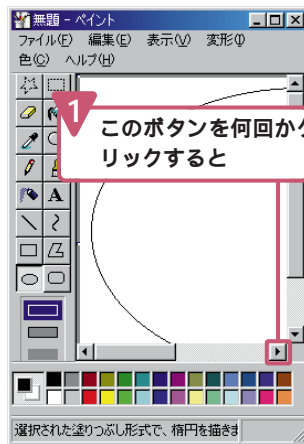 無題 - ペイント
ファイル(F) 編集(E) 表示(V) 変形(I)
色(C) ヘルプ(H)
1
このボタンを何回かク
リックすると
A
選択された塗りつぶし形式で、楕円を描きま